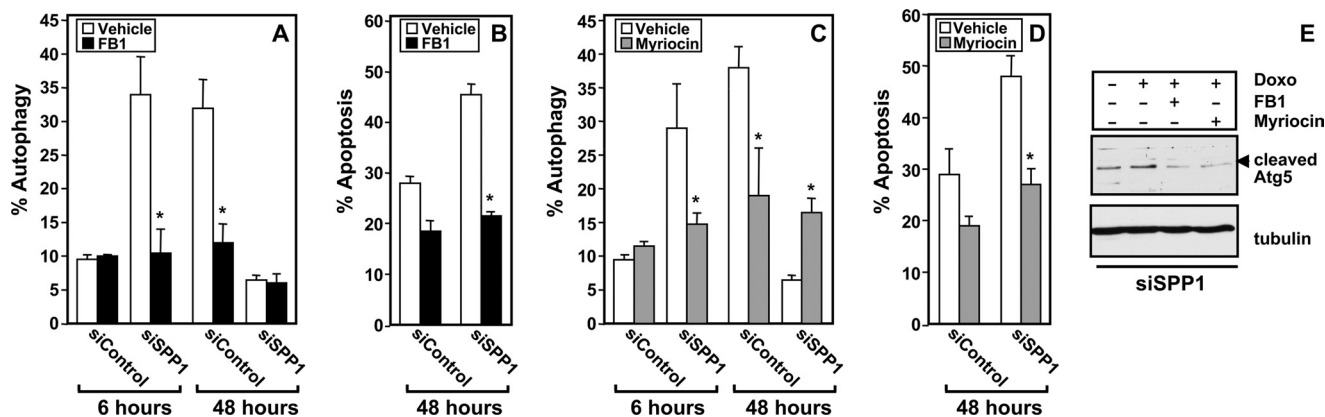 A
Vehicle
FB1
% Autophagy
45
40
35
30
25
20
15
10
5
0
*
*
siControl
siSPP1
siControl
siSPP1
6 hours
48 hours
B
Vehicle
FB1
% Apoptosis
60
50
40
30
20
10
0
*
siControl
siSPP1
48 hours
C
Vehicle
Myriocin
% Autophagy
45
40
35
30
25
20
15
10
5
0
*
*
*
siControl
siSPP1
siControl
siSPP1
6 hours
48 hours
D
Vehicle
Myriocin
% Apoptosis
60
50
40
30
20
10
0
*
siControl
siSPP1
48 hours
E
– + + + Doxo
– – + – FB1
– – – + Myriocin
cleaved
Atg5
tubulin
siSPP1